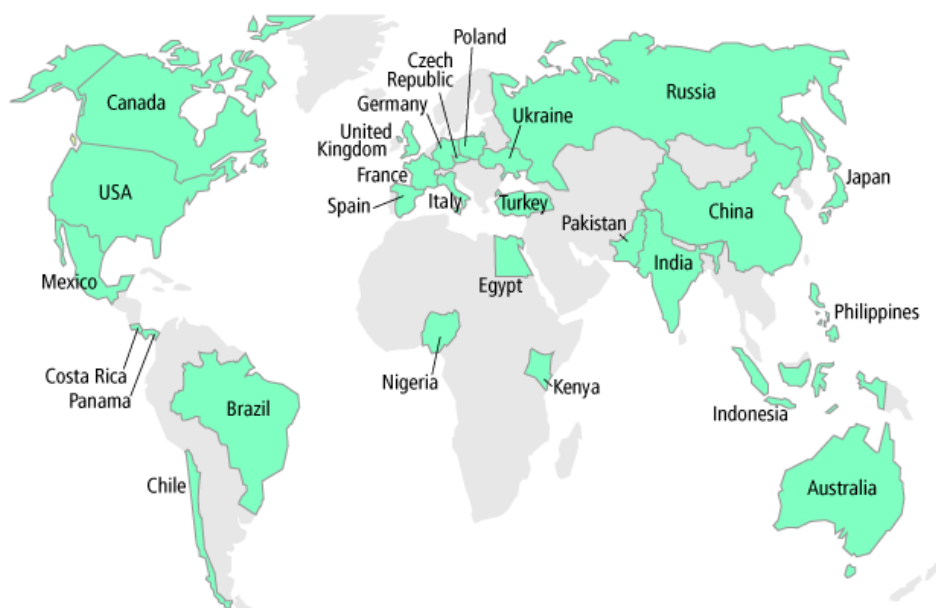 Poland
Czech
Republic
Germany
Canada
Russia
Ukraine
United
Kingdom
France
USA
Japan
Spain
Italy
Turkey
China
Pakistan
India
Mexico
Egypt
Philippines
Costa Rica
Nigeria
Kenya
Panama
Brazil
Indonesia
Chile
Australia